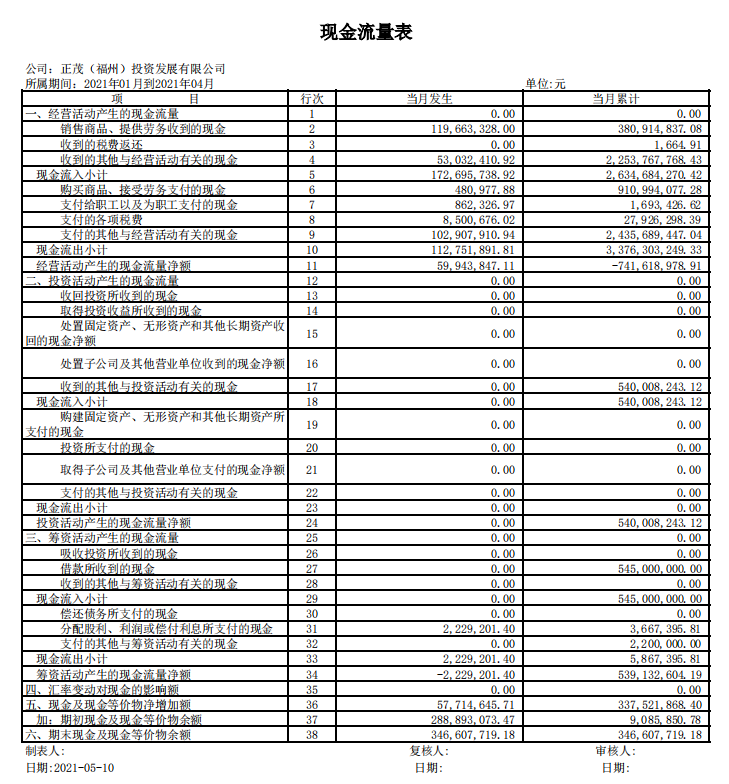 现金流量表
公司: 正茂（福州）投资发展有限公司
所属期间: 2021年01月到2021年04月 单位:元
项 目 行次 当月发生 当月累计
一、经营活动产生的现金流量 1 0.00 0.00
销售商品、提供劳务收到的现金 2 119,663,328.00 380,914,837.08
收到的税费返还 3 0.00 1,664.91
收到的其他与经营活动有关的现金 4 53,032,410.92 2,253,767,768.43
现金流入小计 5 172,695,738.92 2,634,684,270.42
购买商品、接受劳务支付的现金 6 480,977.88 910,994,077.28
支付给职工以及为职工支付的现金 7 862,326.97 1,693,426.62
支付的各项税费 8 8,500,676.02 27,926,298.39
支付的其他与经营活动有关的现金 9 102,907,910.94 2,435,689,447.04
现金流出小计 10 112,751,891.81 3,376,303,249.33
经营活动产生的现金流量净额 11 59,943,847.11 -741,618,978.91
二、投资活动产生的现金流量 12 0.00 0.00
收回投资所收到的现金 13 0.00 0.00
取得投资收益所收到的现金 14 0.00 0.00
处置固定资产、无形资产和其他长期资产收
回的现金净额 15 0.00 0.00
处置子公司及其他营业单位收到的现金净额 16 0.00 0.00
收到的其他与投资活动有关的现金 17 0.00 540,008,243.12
现金流入小计 18 0.00 540,008,243.12
购建固定资产、无形资产和其他长期资产所
支付的现金 19 0.00 0.00
投资所支付的现金 20 0.00 0.00
取得子公司及其他营业单位支付的现金净额 21 0.00 0.00
支付的其他与投资活动有关的现金 22 0.00 0.00
现金流出小计 23 0.00 0.00
投资活动产生的现金流量净额 24 0.00 540,008,243.12
三、筹资活动产生的现金流量 25 0.00 0.00
吸收投资所收到的现金 26 0.00 0.00
借款所收到的现金 27 0.00 545,000,000.00
收到的其他与筹资活动有关的现金 28 0.00 0.00
现金流入小计 29 0.00 545,000,000.00
偿还债务所支付的现金 30 0.00 0.00
分配股利、利润或偿付利息所支付的现金 31 2,229,201.40 3,667,395.81
支付的其他与筹资活动有关的现金 32 0.00 2,200,000.00
现金流出小计 33 2,229,201.40 5,867,395.81
筹资活动产生的现金流量净额 34 -2,229,201.40 539,132,604.19
四、汇率变动对现金的影响额 35 0.00 0.00
五、现金及现金等价物净增加额 36 57,714,645.71 337,521,868.40
加: 期初现金及现金等价物余额 37 288,893,073.47 9,085,850.78
六、期末现金及现金等价物余额 38 346,607,719.18 346,607,719.18
制表人: 复核人: 审核人:
日期:2021-05-10 日期: 日期: